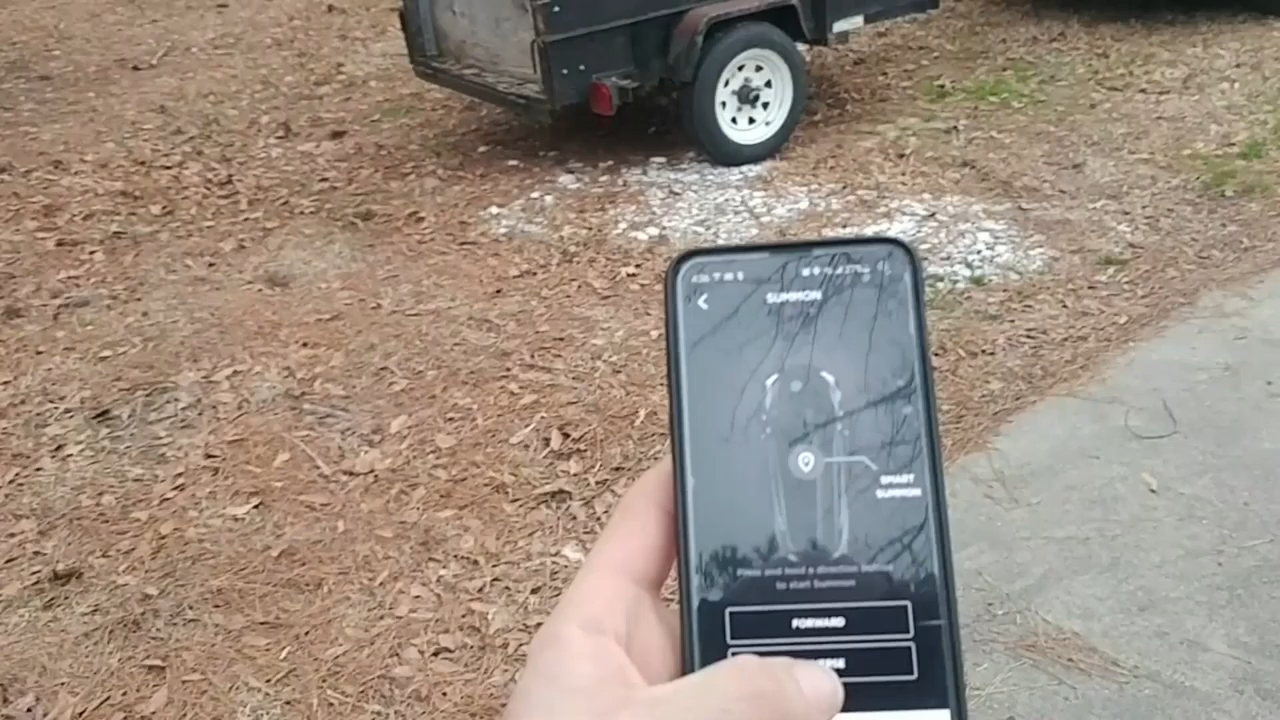 SUMMON
SMART
SUMMON
Press and hold a direction button
to start Summon
FORWARD